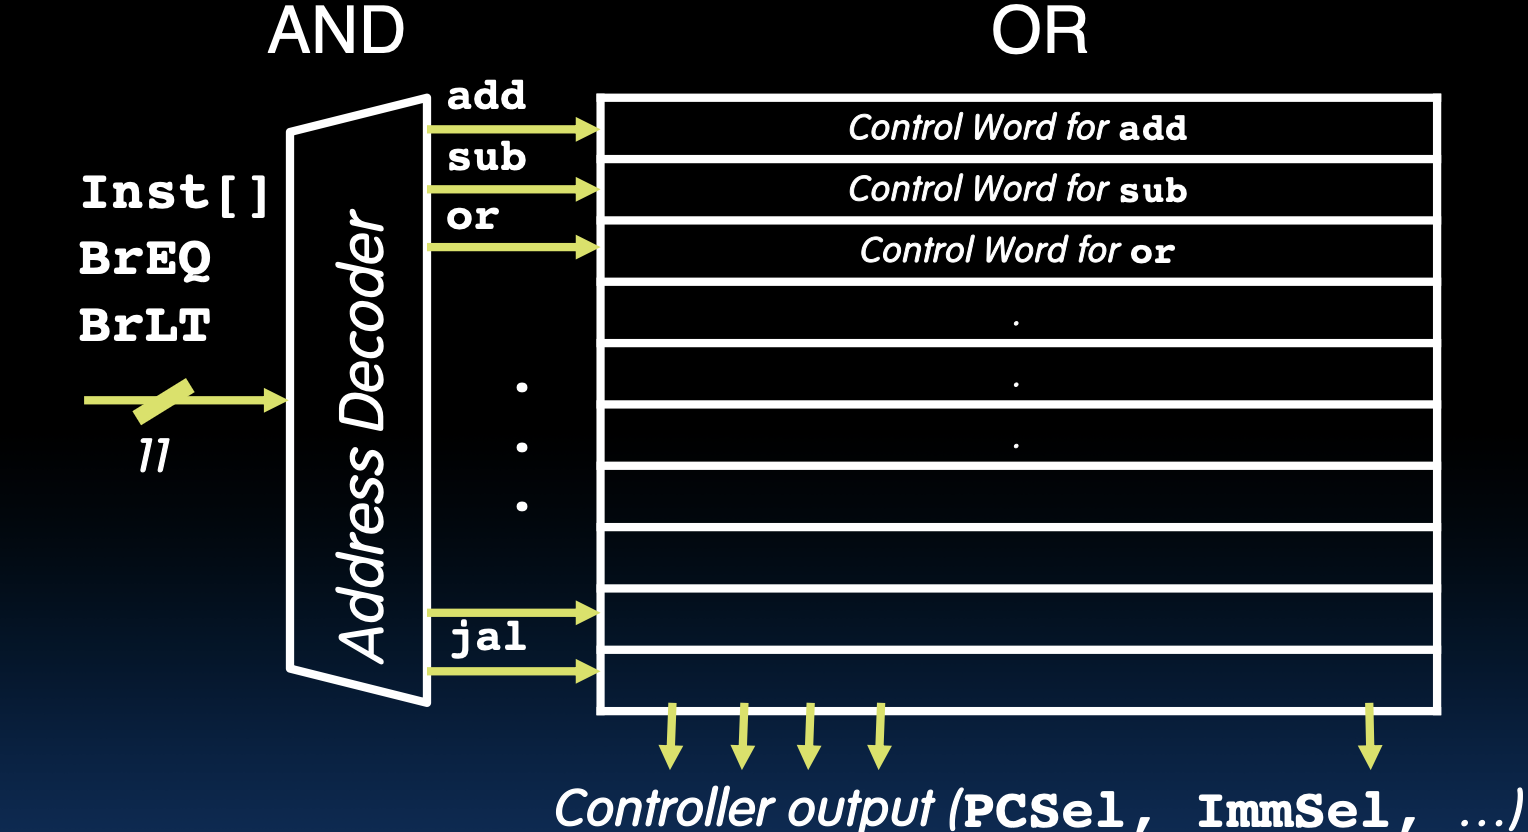 AND
OR
add
sub
or
Control Word for add
Control Word for sub
Control Word for or
.
.
.
Inst[]
BrEQ
BrLT
11
Address Decoder
.
.
.
jal
Controller output (PCSel, ImmSel, ...)